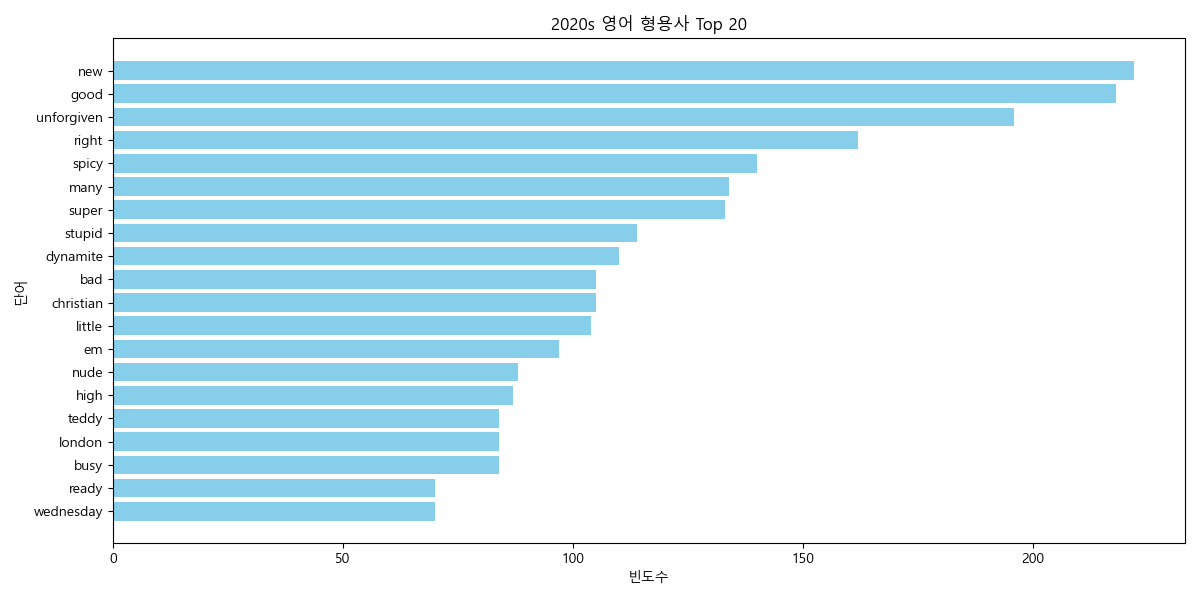 2020s 영어 형용사 Top 20
단어
new
good
unforgiven
right
spicy
many
super
stupid
dynamite
bad
christian
little
em
nude
high
teddy
london
busy
ready
wednesday
0 50 100 150 200
빈도수